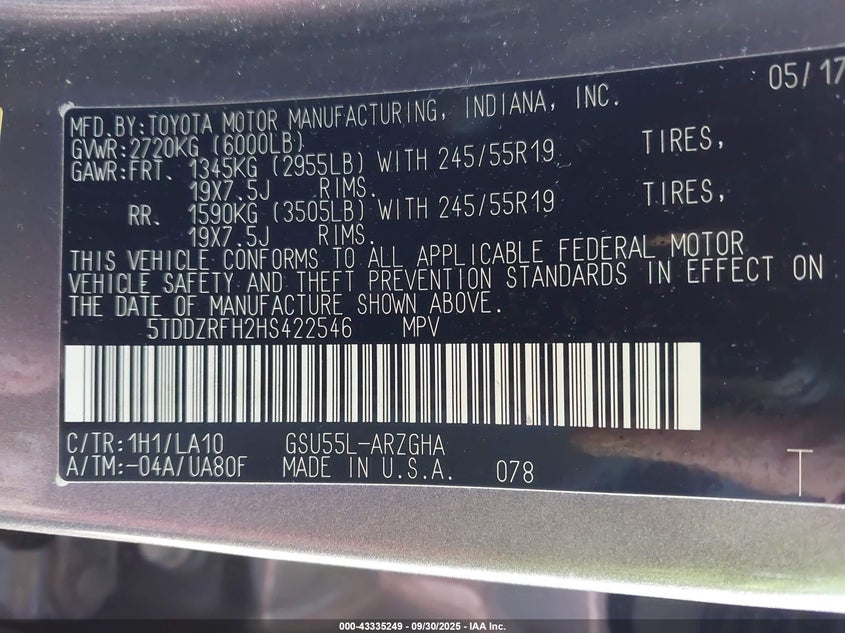 05/17
MFD.BY:TOYOTA MOTOR MANUFACTURING, INDIANA, INC.
GVWR:2720KG (6000LB)
GAWR:FRT. 1345KG (2955LB) WITH 245/55R19 TIRES,
19X7.5J RIMS.
RR. 1590KG (3505LB) WITH 245/55R19 TIRES,
19X7.5J RIMS.
THIS VEHICLE CONFORMS TO ALL APPLICABLE FEDERAL MOTOR
VEHICLE SAFETY AND THEFT PREVENTION STANDARDS IN EFFECT ON
THE DATE OF MANUFACTURE SHOWN ABOVE.
5TDDZRFH2HS422546 MPV
C/TR:1H1/LA10 GSU55L-ARZGHA
A/TM:-04A/UA80F MADE IN U.S.A. 078 T
000-43335249 - 09/30/2025 - IAA Inc.